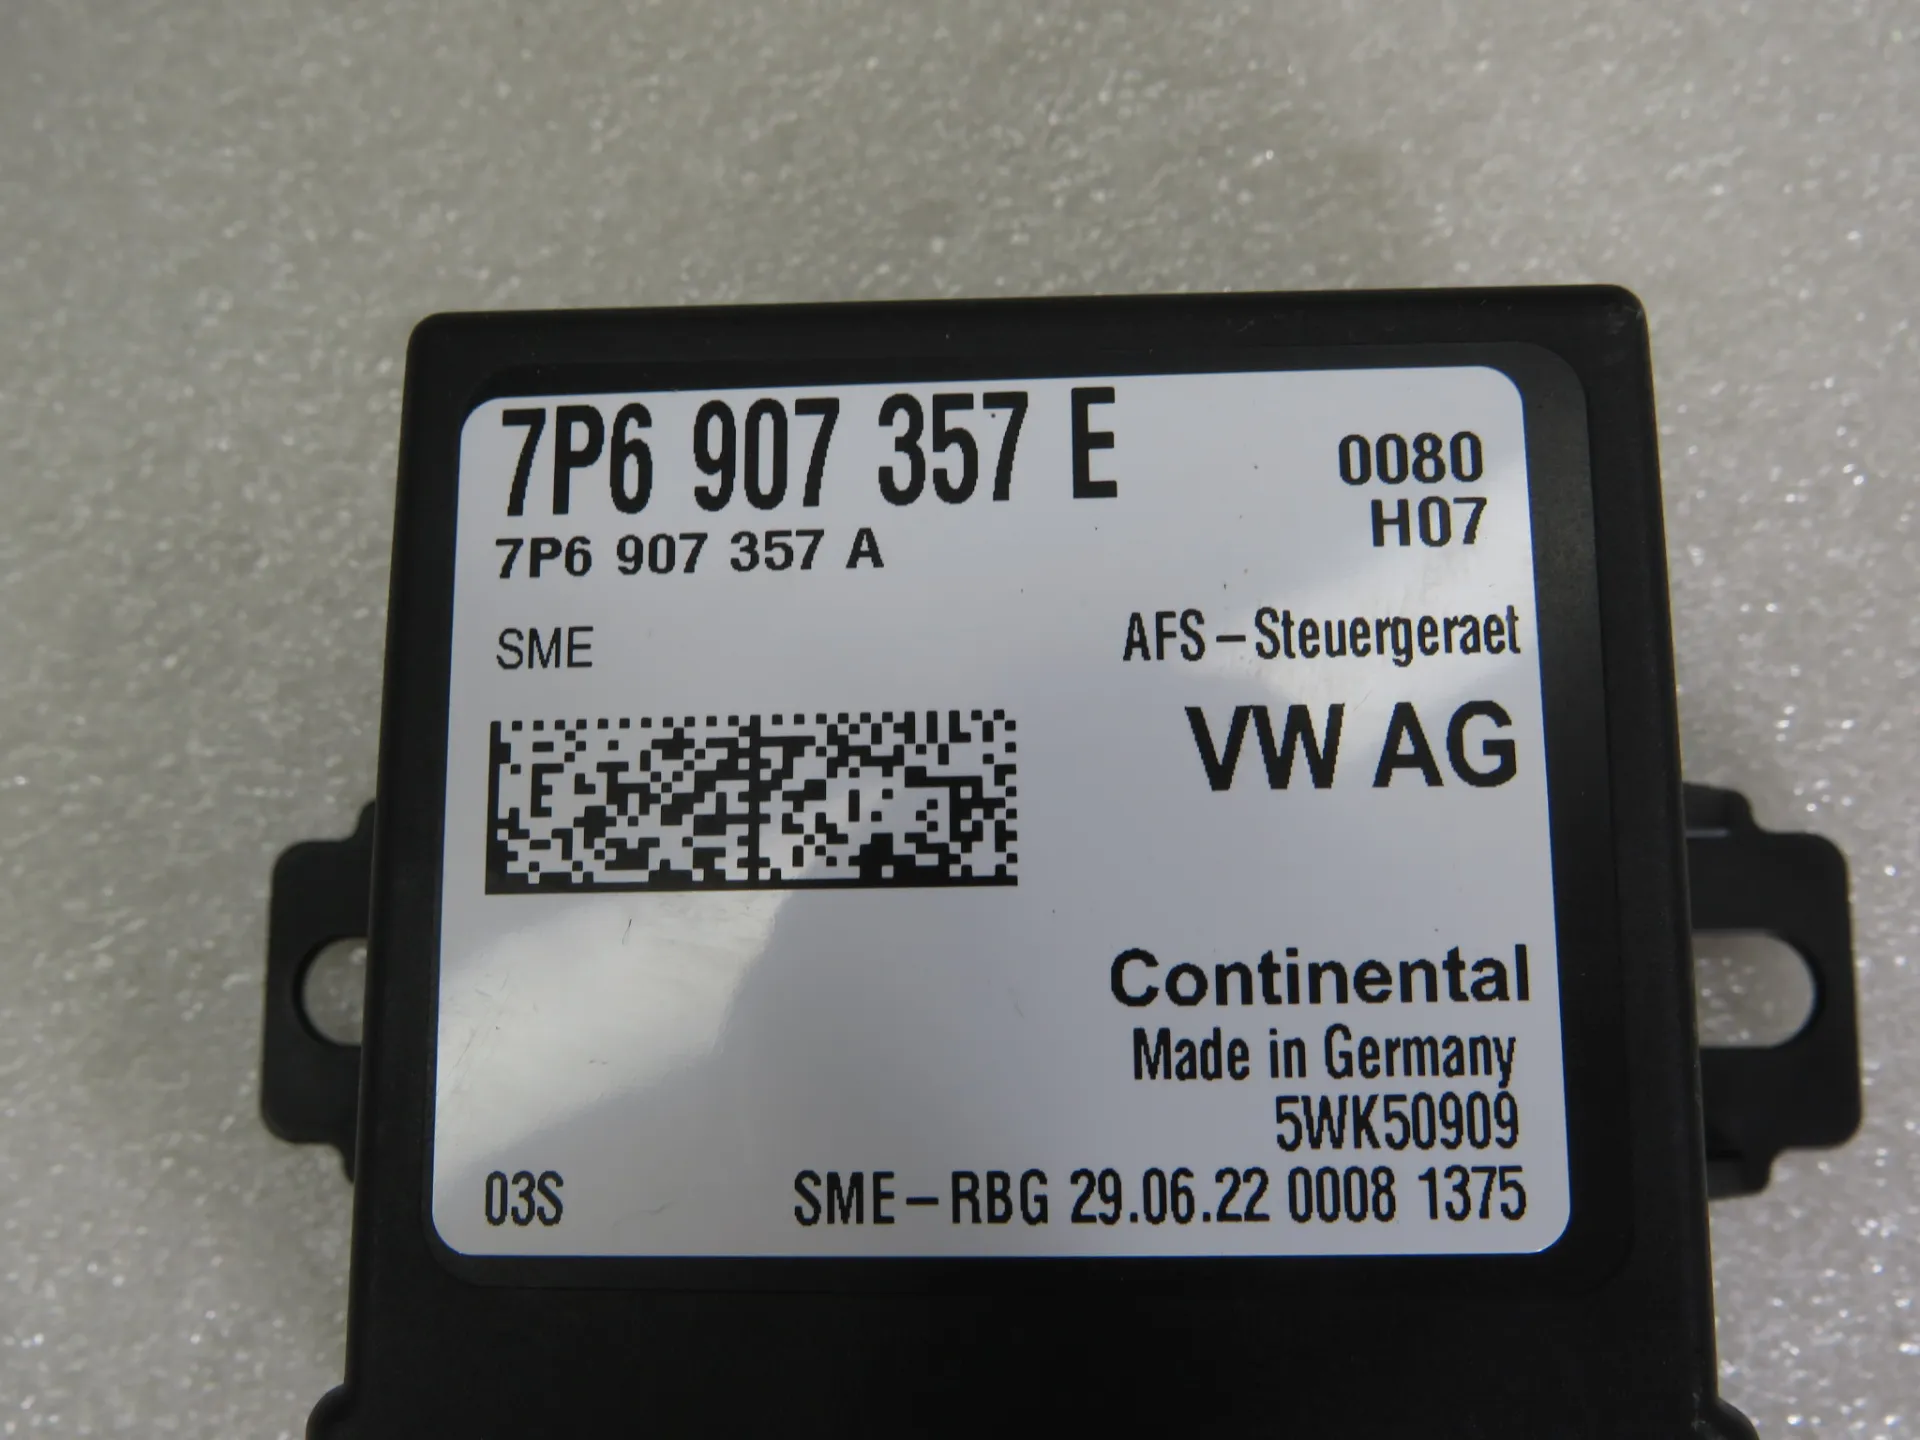 7P6 907 357 E
0080
7P6 907 357 A
H07
SME
AFS-Steuergeraet
VW AG
Continental
Made in Germany
5WK50909
03S
SME-RBG 29.06.22 0008 1375